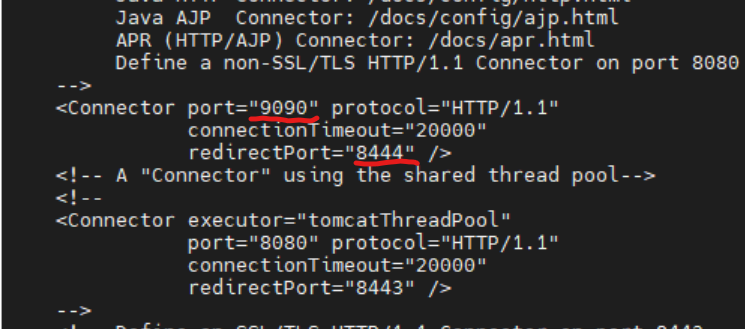 Java AJP  Connector: /docs/config/ajp.html
APR (HTTP/AJP) Connector: /docs/apr.html
Define a non-SSL/TLS HTTP/1.1 Connector on port 8080
-->
<Connector port="9090" protocol="HTTP/1.1"
connectionTimeout="20000"
redirectPort="8444" />
<!-- A "Connector" using the shared thread pool-->
<!--
<Connector executor="tomcatThreadPool"
port="8080" protocol="HTTP/1.1"
connectionTimeout="20000"
redirectPort="8443" />
-->